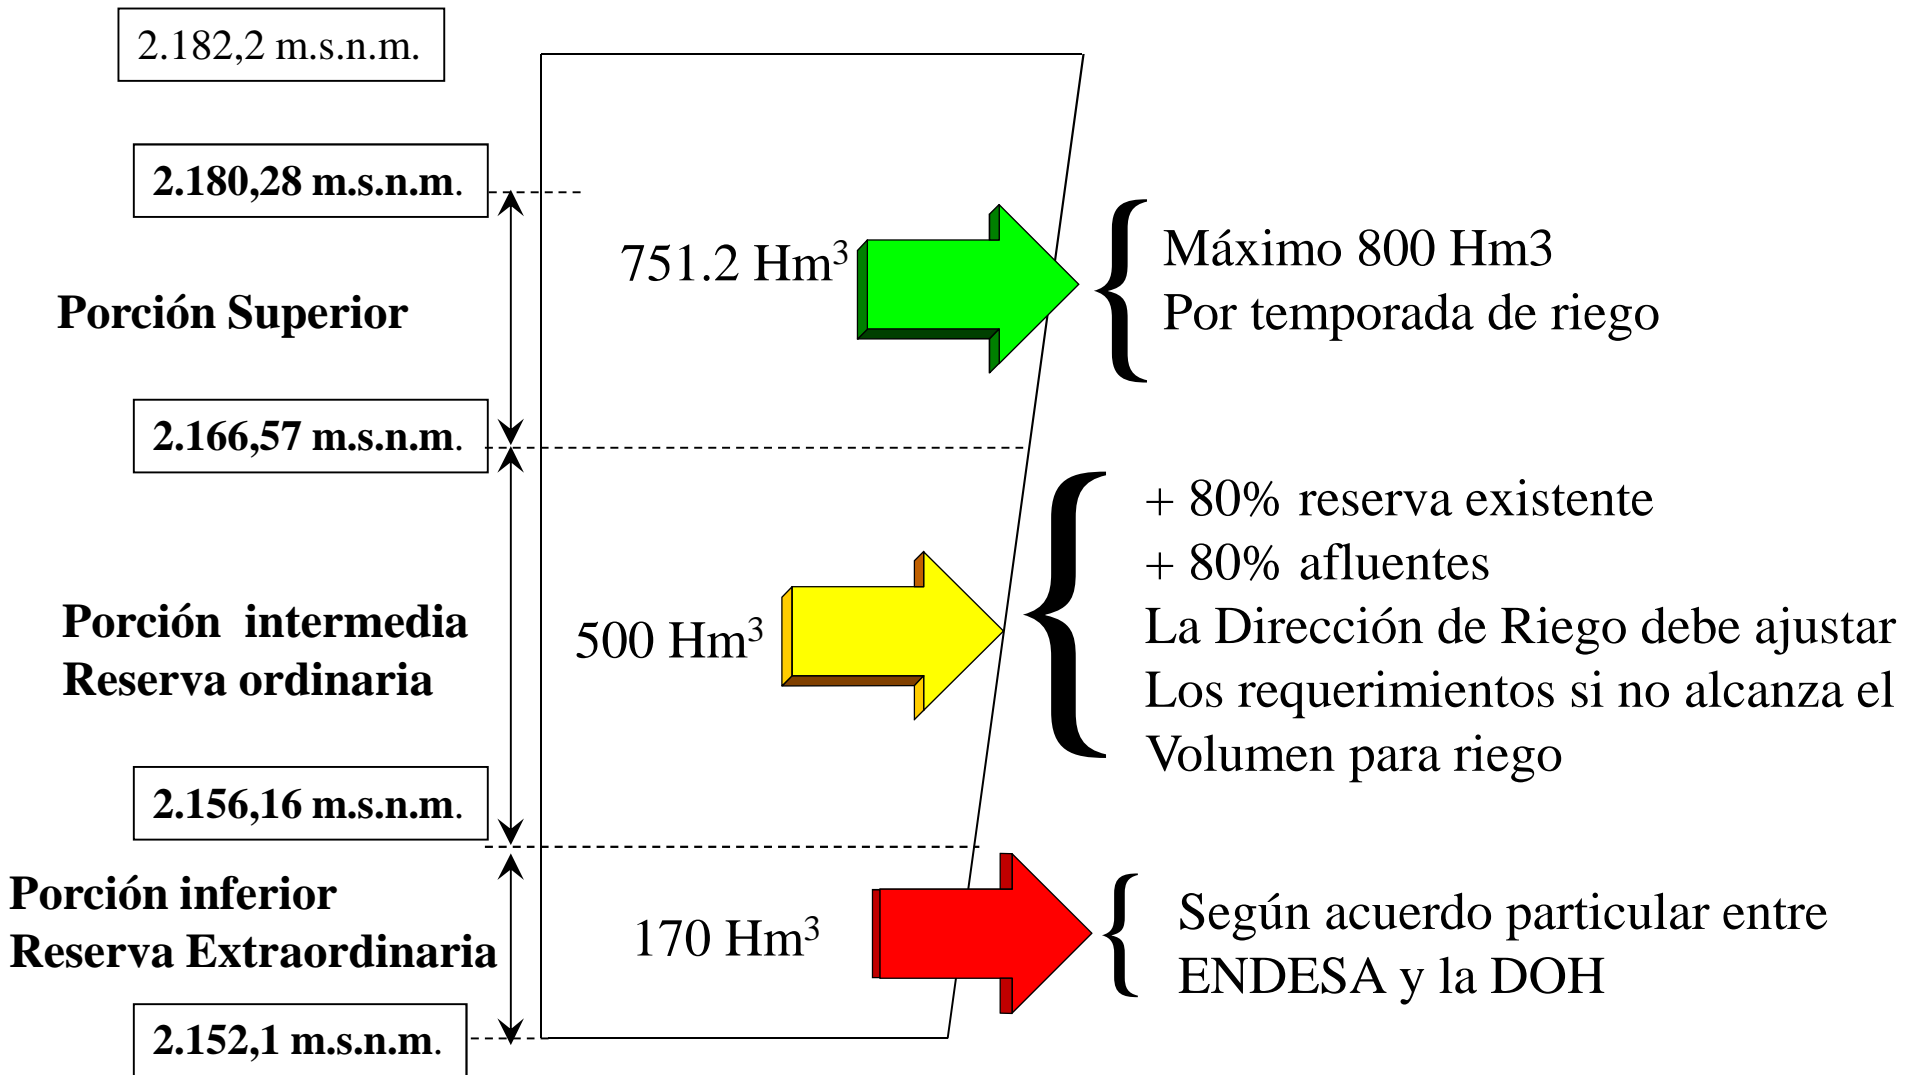 2.182,2 m.s.n.m.
2.180,28 m.s.n.m.
751.2 Hm³
Máximo 800 Hm3
Por temporada de riego
Porción Superior
2.166,57 m.s.n.m.
+ 80% reserva existente
+ 80% afluentes
La Dirección de Riego debe ajustar
Los requerimientos si no alcanza el
Volumen para riego
Porción intermedia
Reserva ordinaria
500 Hm³
2.156,16 m.s.n.m.
Porción inferior
Reserva Extraordinaria
170 Hm³
Según acuerdo particular entre
ENDESA y la DOH
2.152,1 m.s.n.m.